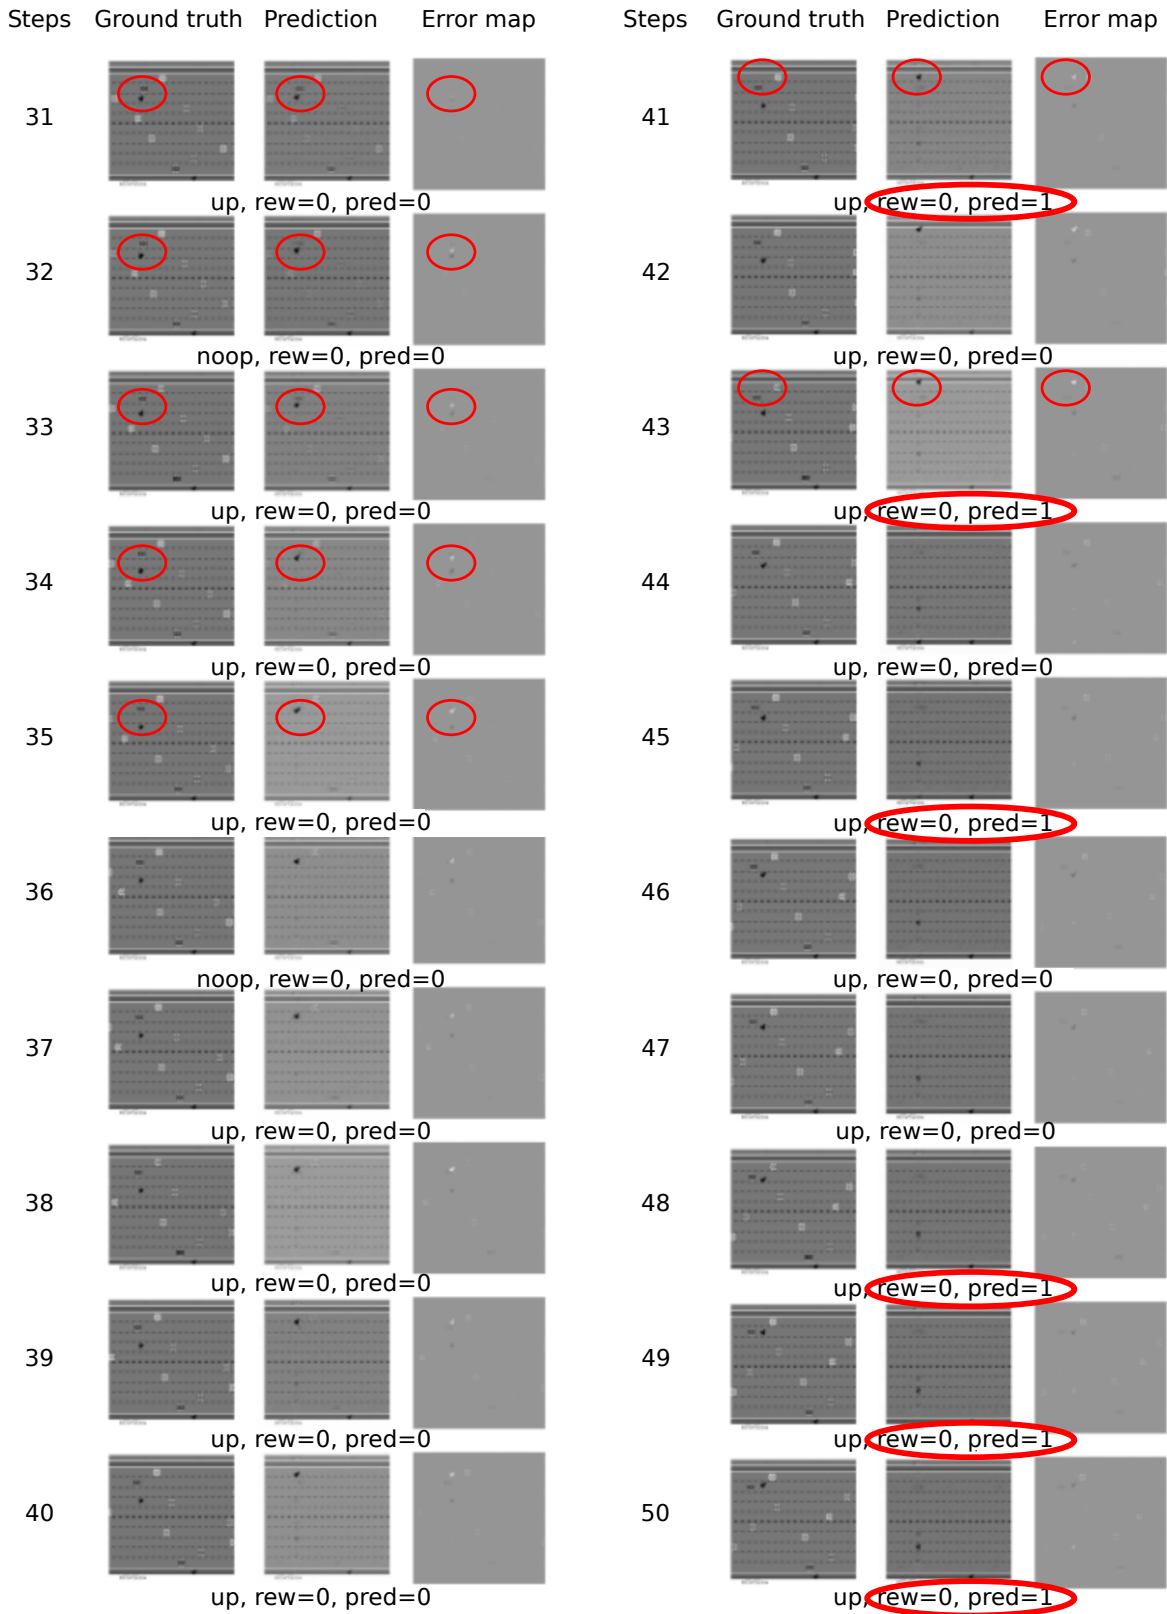 Steps Ground truth Prediction Error map
31
up, rew=0, pred=0
32
noop, rew=0, pred=0
33
up, rew=0, pred=0
34
up, rew=0, pred=0
35
up, rew=0, pred=0
36
noop, rew=0, pred=0
37
up, rew=0, pred=0
38
up, rew=0, pred=0
39
up, rew=0, pred=0
40
up, rew=0, pred=0
Steps Ground truth Prediction Error map
41
up, rew=0, pred=1
42
up, rew=0, pred=0
43
up, rew=0, pred=1
44
up, rew=0, pred=0
45
up, rew=0, pred=1
46
up, rew=0, pred=0
47
up, rew=0, pred=0
48
up, rew=0, pred=1
49
up, rew=0, pred=1
50
up, rew=0, pred=1